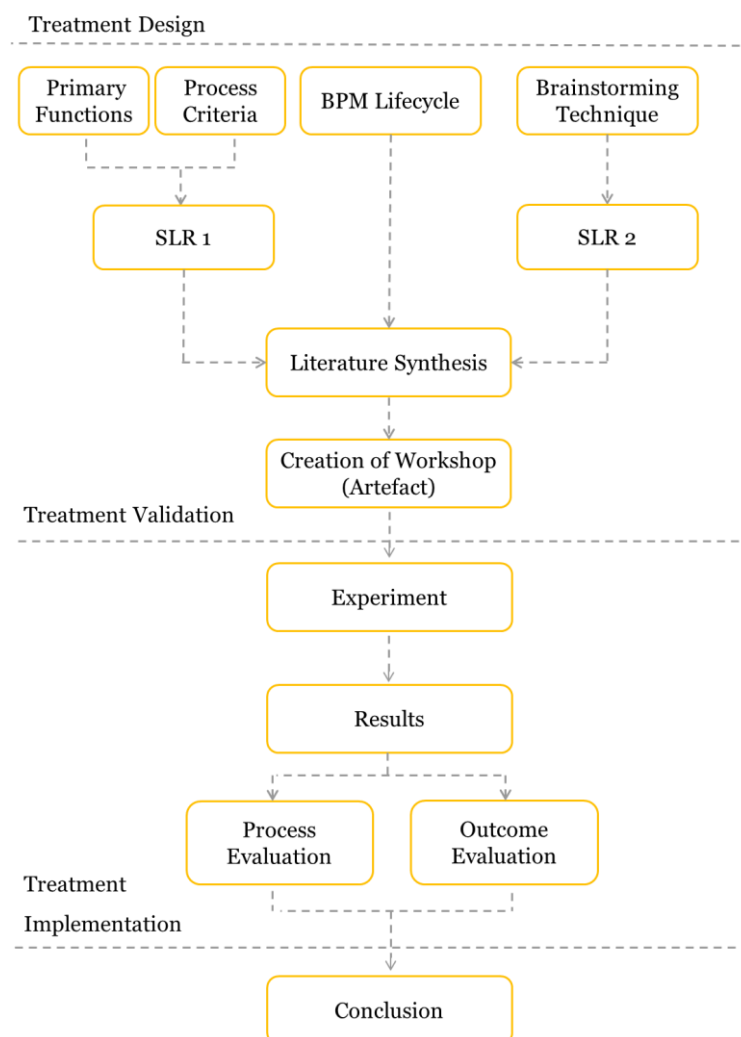 Treatment Design
Primary
Functions
Process
Criteria
BPM Lifecycle
Brainstorming
Technique
SLR 1
SLR 2
Literature Synthesis
Creation of Workshop
(Artefact)
Treatment Validation
Experiment
Results
Process
Evaluation
Outcome
Evaluation
Treatment
Implementation
Conclusion